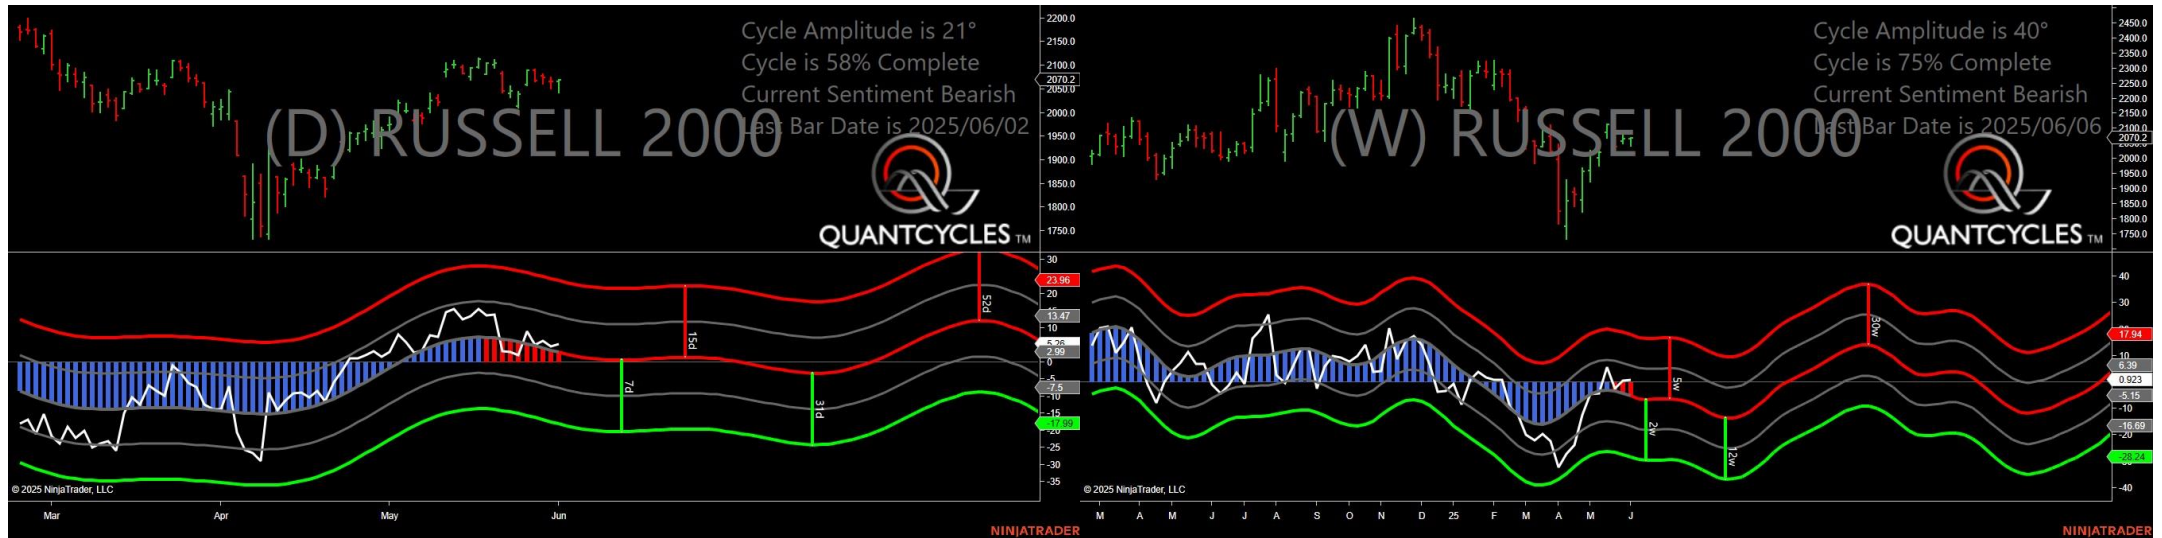 Cycle Amplitude is 21°
Cycle is 58% Complete
Current Sentiment Bearish
Last Bar Date is 2025/06/02
(D) RUSSELL 2000
QUANTCYCLES TM
2200.0
2150.0
2100.0
2070.2
2050.0
2000.0
1950.0
1900.0
1850.0
1800.0
1750.0
30
23.96
20
15
13.47
10
5.26
2.99
0
-5
-7.5
-10
-15
-17.99
-20
-25
-30
-35
7d
15d
31d
52d
© 2025 NinjaTrader, LLC
Mar Apr May Jun
NINJATRADER
Cycle Amplitude is 40°
Cycle is 75% Complete
Current Sentiment Bearish
Last Bar Date is 2025/06/06
(W) RUSSELL 2000
QUANTCYCLES TM
2450.0
2400.0
2350.0
2300.0
2250.0
2200.0
2150.0
2100.0
2070.2
2000.0
1950.0
1900.0
1850.0
1800.0
1750.0
40
30
17.94
10
6.39
0.923
-5.15
-10
-16.69
-20
-28.24
-40
2w
5w
12w
30w
© 2025 NinjaTrader, LLC
M A M J J A S O N D 25 F M A M J
NINJATRADER